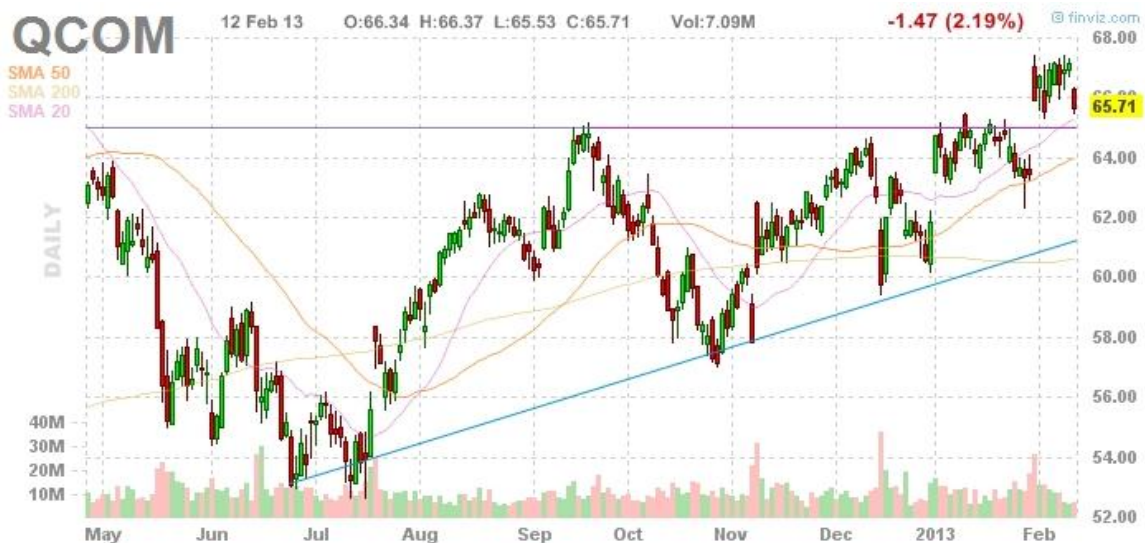 QCOM
12 Feb 13 O:66.34 H:66.37 L:65.53 C:65.71 Vol:7.09M -1.47 (2.19%) © finviz.com
SMA 50
SMA 200
SMA 20
DAILY
68.00
66.00
65.71
64.00
62.00
60.00
58.00
56.00
54.00
52.00
40M
30M
20M
10M
May Jun Jul Aug Sep Oct Nov Dec 2013 Feb